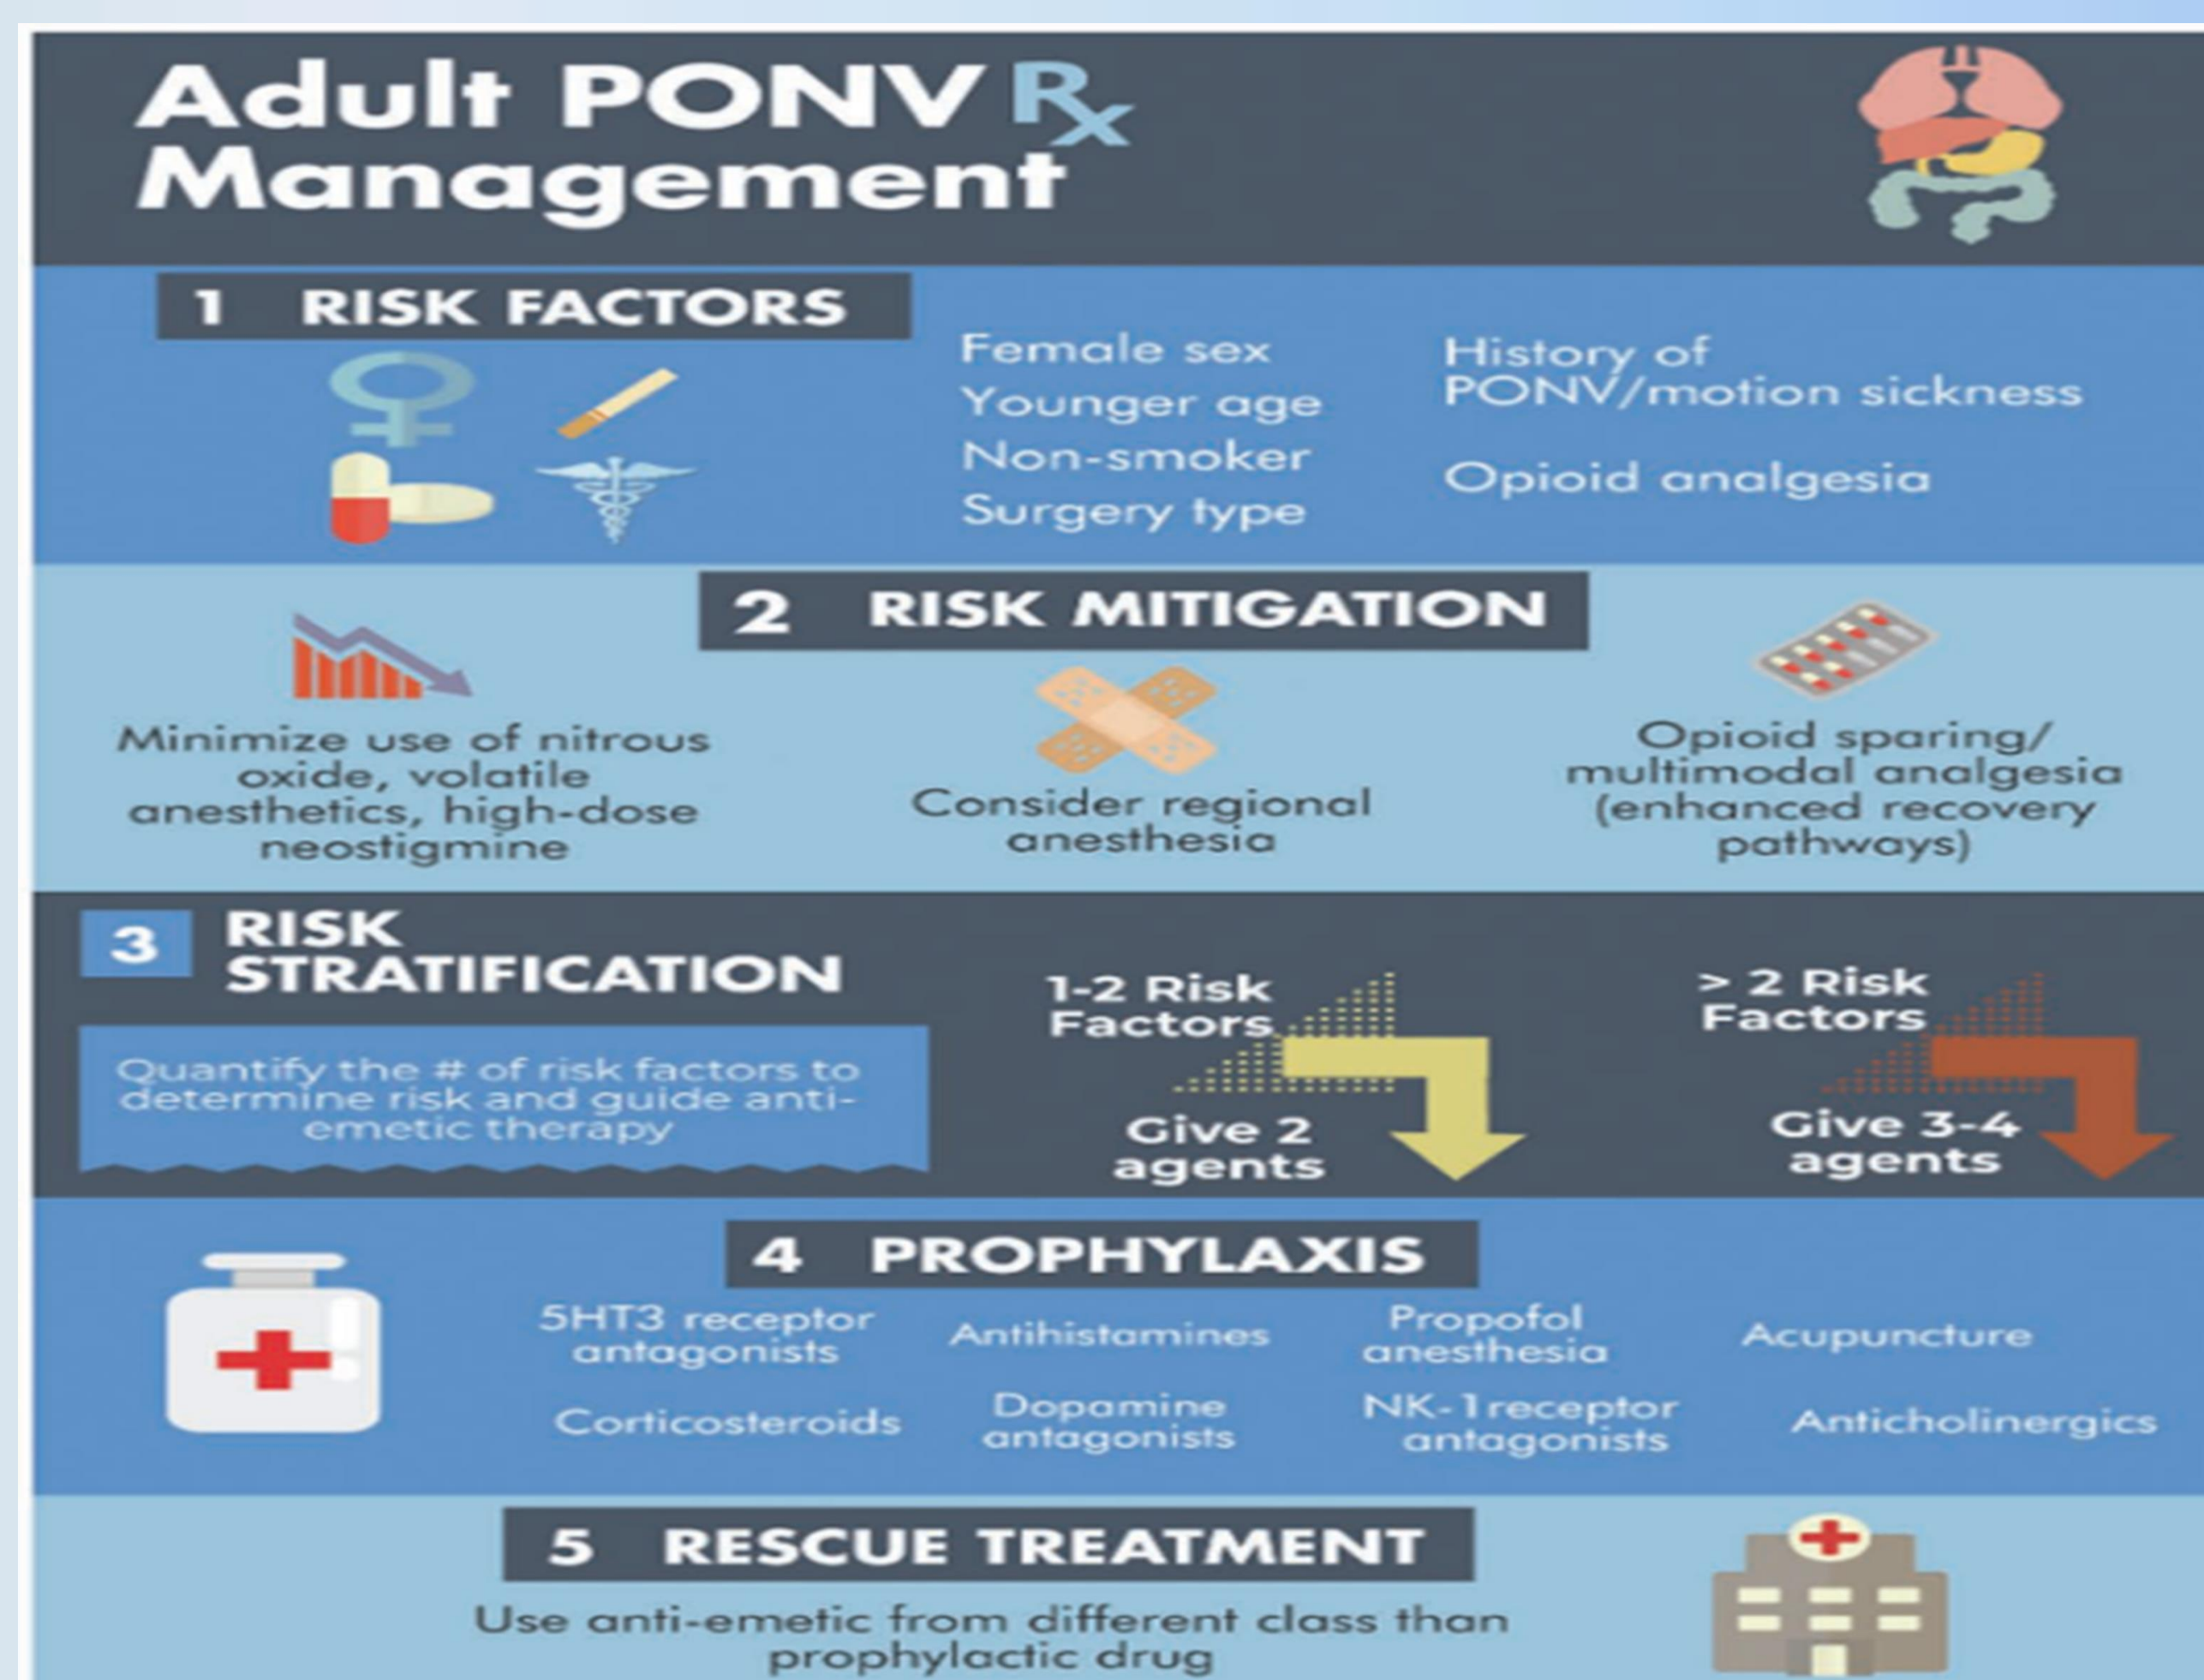 Adult PONV Rx
Management
1 RISK FACTORS
Female sex
Younger age
Non-smoker
Surgery type
History of
PONV/motion sickness
Opioid analgesia
2 RISK MITIGATION
Minimize use of nitrous
oxide, volatile
anesthetics, high-dose
neostigmine
Consider regional
anesthesia
Opioid sparing/
multimodal analgesia
(enhanced recovery
pathways)
3 RISK
STRATIFICATION
Quantify the # of risk factors to
determine risk and guide anti-
emetic therapy
1-2 Risk
Factors
Give 2
agents
> 2 Risk
Factors
Give 3-4
agents
4 PROPHYLAXIS
5HT3 receptor
antagonists
Antihistamines
Propofol
anesthesia
Acupuncture
Corticosteroids
Dopamine
antagonists
NK-1 receptor
antagonists
Anticholinergics
5 RESCUE TREATMENT
Use anti-emetic from different class than
prophylactic drug